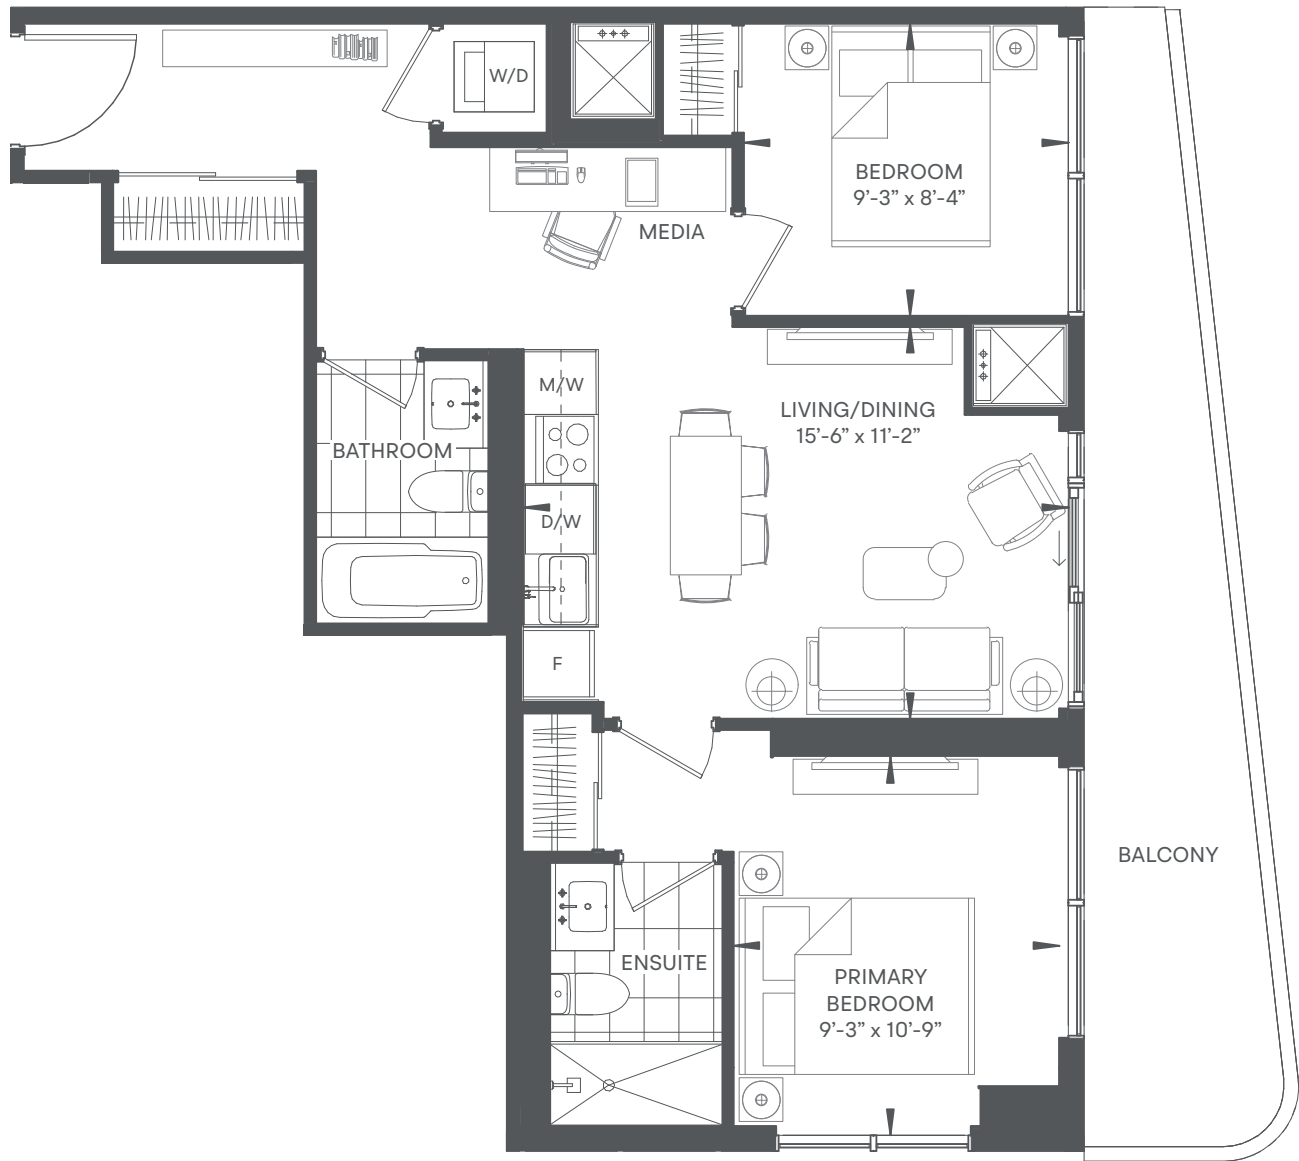 W/D
BEDROOM
9’-3” x 8’-4”
MEDIA
M/W
LIVING/DINING
15’-6” x 11’-2”
BATHROOM
D/W
F
BALCONY
ENSUITE
PRIMARY
BEDROOM
9’-3” x 10’-9”